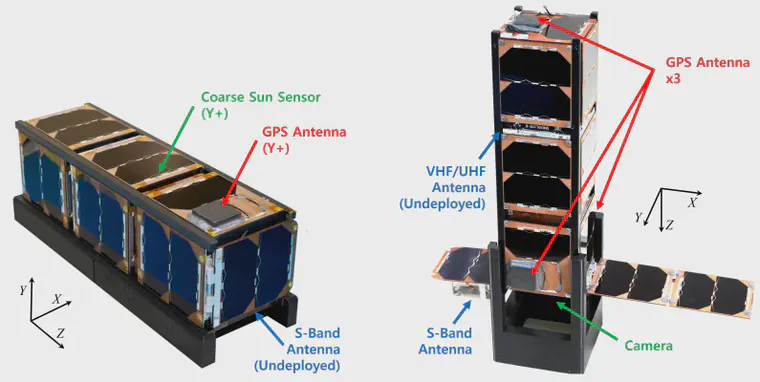 Coarse Sun Sensor
(Y+)
GPS Antenna
(Y+)
Y
X
Z
S-Band
Antenna
(Undeployed)
GPS Antenna
x3
VHF/UHF
Antenna
(Undeployed)
X
Y
Z
S-Band
Antenna
Camera